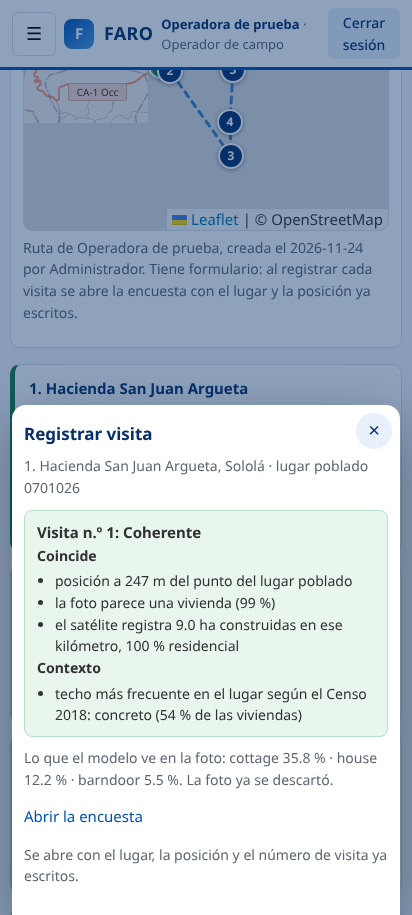 ☰ F FARO Operadora de prueba · Cerrar
Operador de campo sesión
CA-1 Occ
2
4
3
Leaflet | © OpenStreetMap
Ruta de Operadora de prueba, creada el 2026-11-24
por Administrador. Tiene formulario: al registrar cada
visita se abre la encuesta con el lugar y la posición ya
escritos.
1. Hacienda San Juan Argueta
Registrar visita ✕
1. Hacienda San Juan Argueta, Sololá · lugar poblado
0701026
Visita n.º 1: Coherente
Coincide
• posición a 247 m del punto del lugar poblado
• la foto parece una vivienda (99 %)
• el satélite registra 9.0 ha construidas en ese
kilómetro, 100 % residencial
Contexto
• techo más frecuente en el lugar según el Censo
2018: concreto (54 % de las viviendas)
Lo que el modelo ve en la foto: cottage 35.8 % · house
12.2 % · barndoor 5.5 %. La foto ya se descartó.
Abrir la encuesta
Se abre con el lugar, la posición y el número de visita ya
escritos.